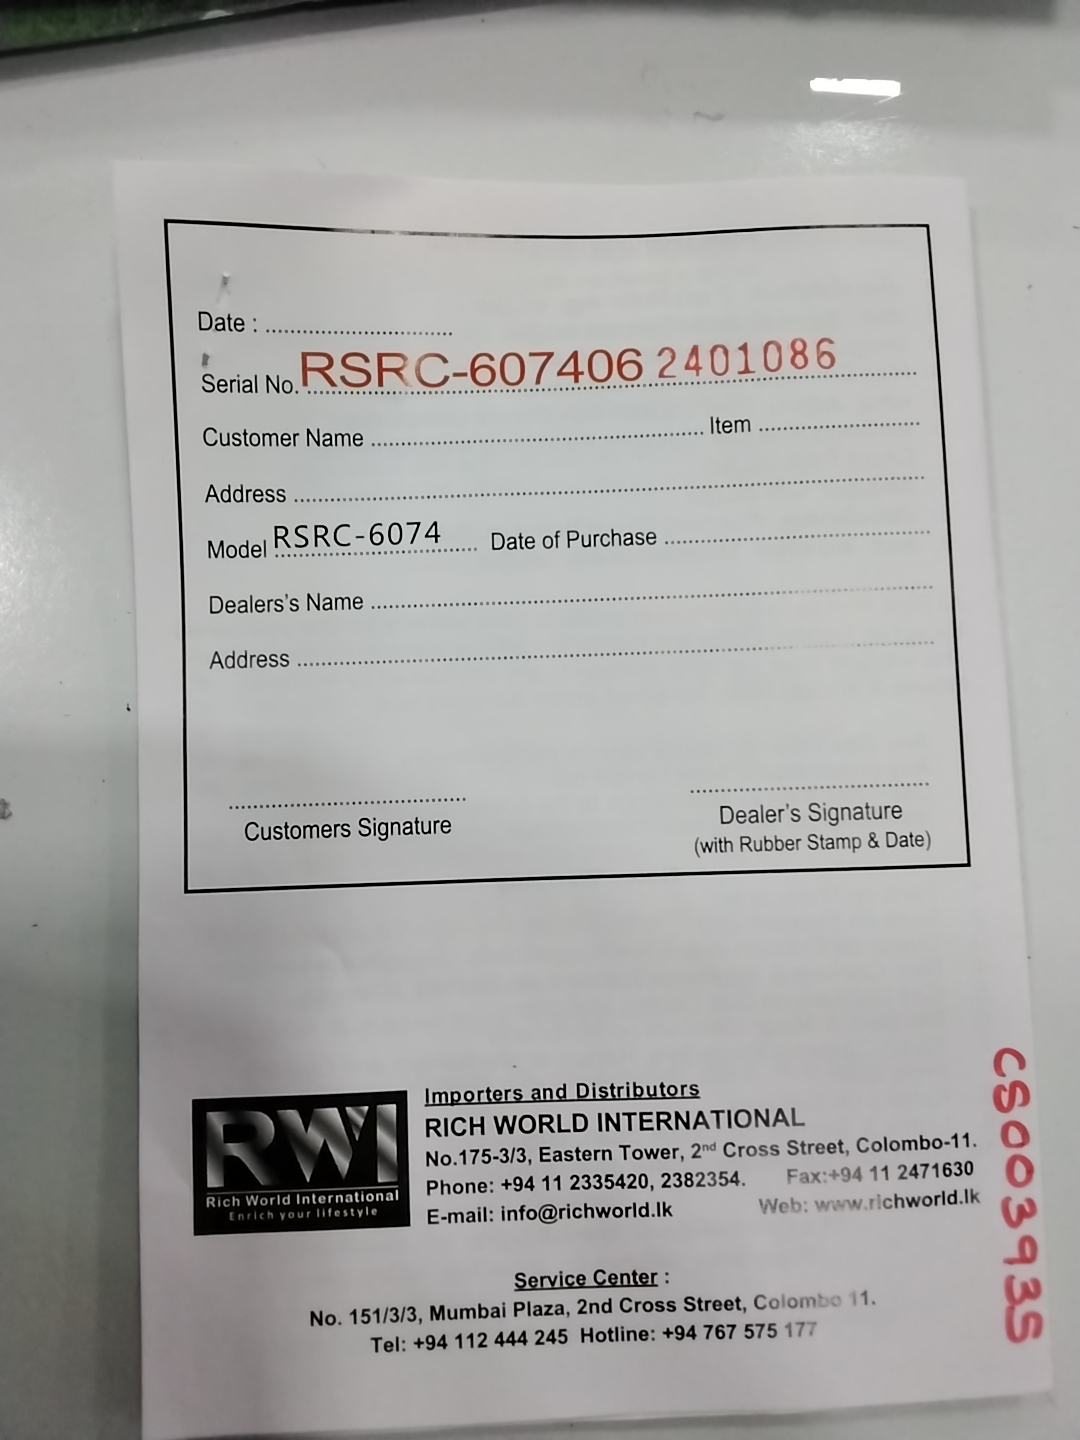 Date : ................................
Serial No. RSRC-607406 2401086
Customer Name ................................ Item ................................
Address ................................
Model RSRC-6074 Date of Purchase ................................
Dealers's Name ................................
Address ................................
Customers Signature
Dealer's Signature
(with Rubber Stamp & Date)
RWI
Rich World International
Enrich your lifestyle
Importers and Distributors
RICH WORLD INTERNATIONAL
No.175-3/3, Eastern Tower, 2nd Cross Street, Colombo-11.
Phone: +94 11 2335420, 2382354. Fax:+94 11 2471630
E-mail: info@richworld.lk Web: www.richworld.lk
Service Center :
No. 151/3/3, Mumbai Plaza, 2nd Cross Street, Colombo 11.
Tel: +94 112 444 245 Hotline: +94 767 575 177
CS003935